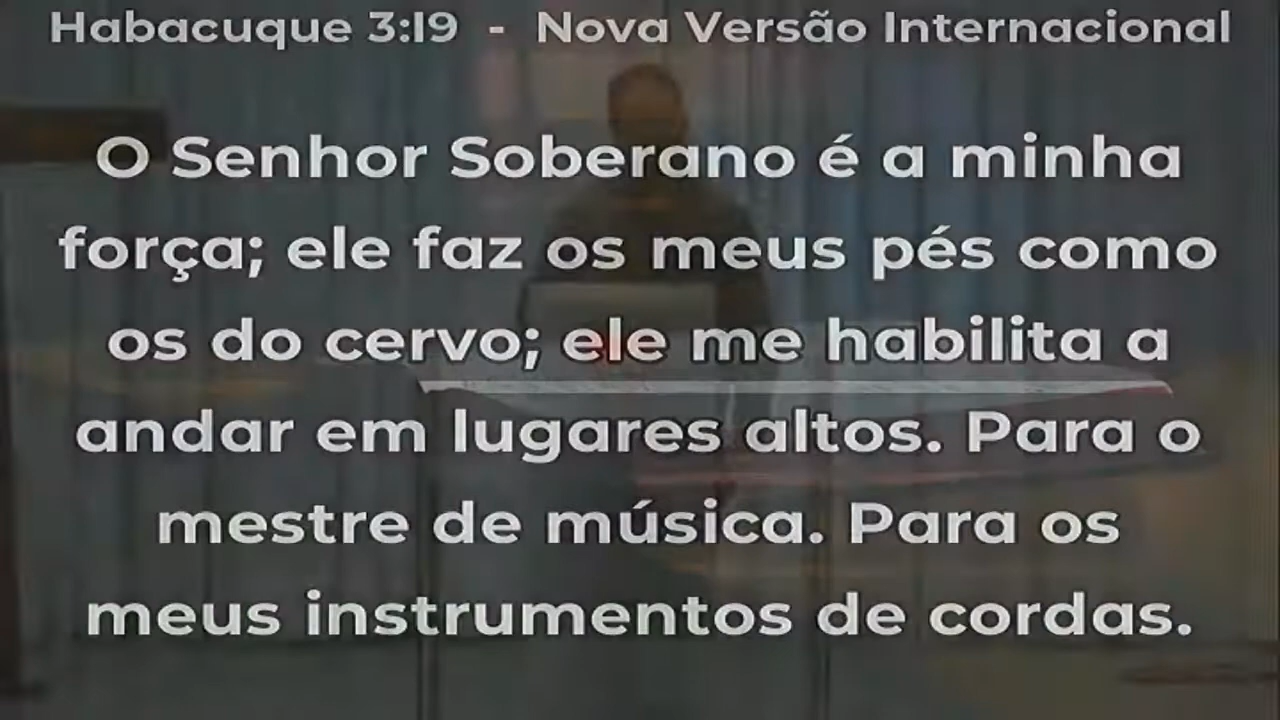 Habacuque 3:19 - Nova Versão Internacional
O Senhor Soberano é a minha
força; ele faz os meus pés como
os do cervo; ele me habilita a
andar em lugares altos. Para o
mestre de música. Para os
meus instrumentos de cordas.